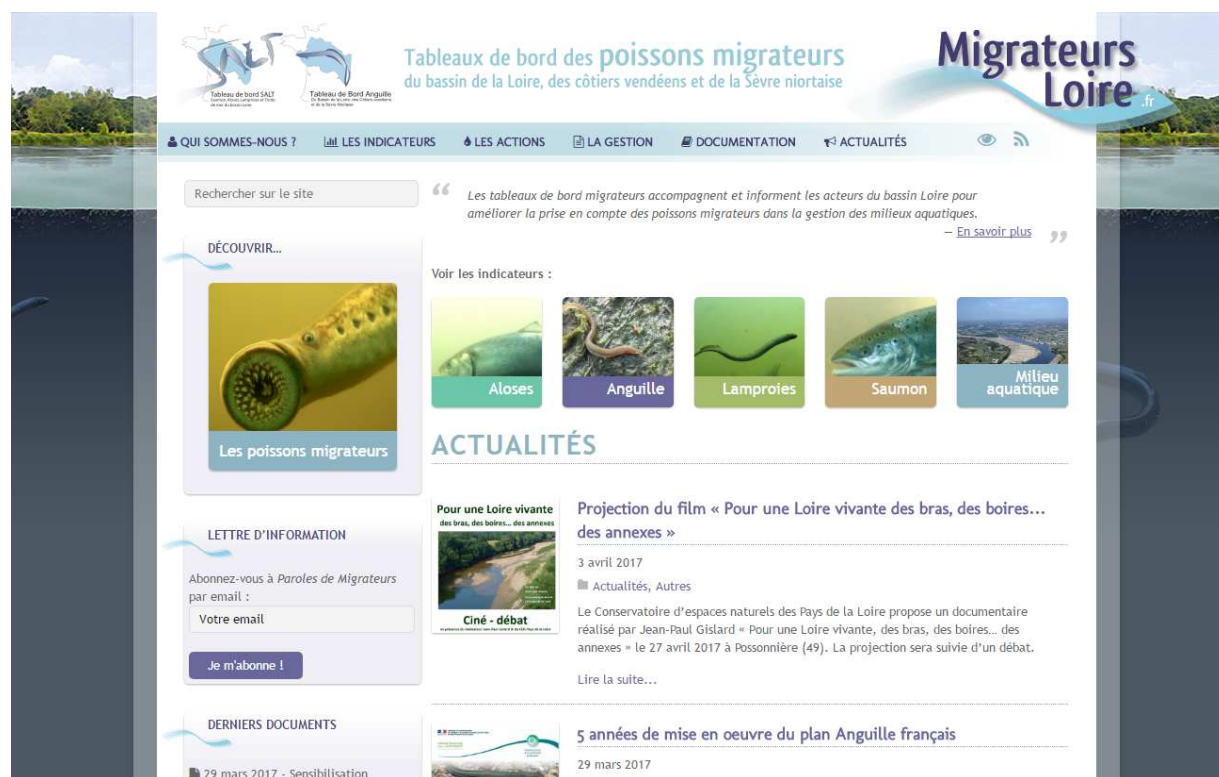 SALT
Tableau de bord SALT
Tableau de Bord Anguille
Tableaux de bord des poissons migrateurs
du bassin de la Loire, des côtiers vendéens et de la Sèvre niortaise
Migrateurs
Loire
.fr
QUI SOMMES-NOUS ?
LES INDICATEURS
LES ACTIONS
LA GESTION
DOCUMENTATION
ACTUALITÉS
Rechercher sur le site
DÉCOUVRIR...
Les poissons migrateurs
LETTRE D'INFORMATION
Abonnez-vous à Paroles de Migrateurs
par email :
Votre email
Je m'abonne !
DERNIERS DOCUMENTS
29 mars 2017 - Sensibilisation
“ Les tableaux de bord migrateurs accompagnent et informent les acteurs du bassin Loire pour
améliorer la prise en compte des poissons migrateurs dans la gestion des milieux aquatiques.
— En savoir plus ”
Voir les indicateurs :
Aloses
Anguille
Lamproies
Saumon
Milieu
aquatique
ACTUALITÉS
Pour une Loire vivante
des bras, des boires... des annexes
Ciné - débat
Projection du film « Pour une Loire vivante des bras, des boires...
des annexes »
3 avril 2017
Actualités, Autres
Le Conservatoire d'espaces naturels des Pays de la Loire propose un documentaire
réalisé par Jean-Paul Gislard « Pour une Loire vivante, des bras, des boires… des
annexes » le 27 avril 2017 à Possonnière (49). La projection sera suivie d'un débat.
Lire la suite...
5 années de mise en oeuvre du plan Anguille français
29 mars 2017